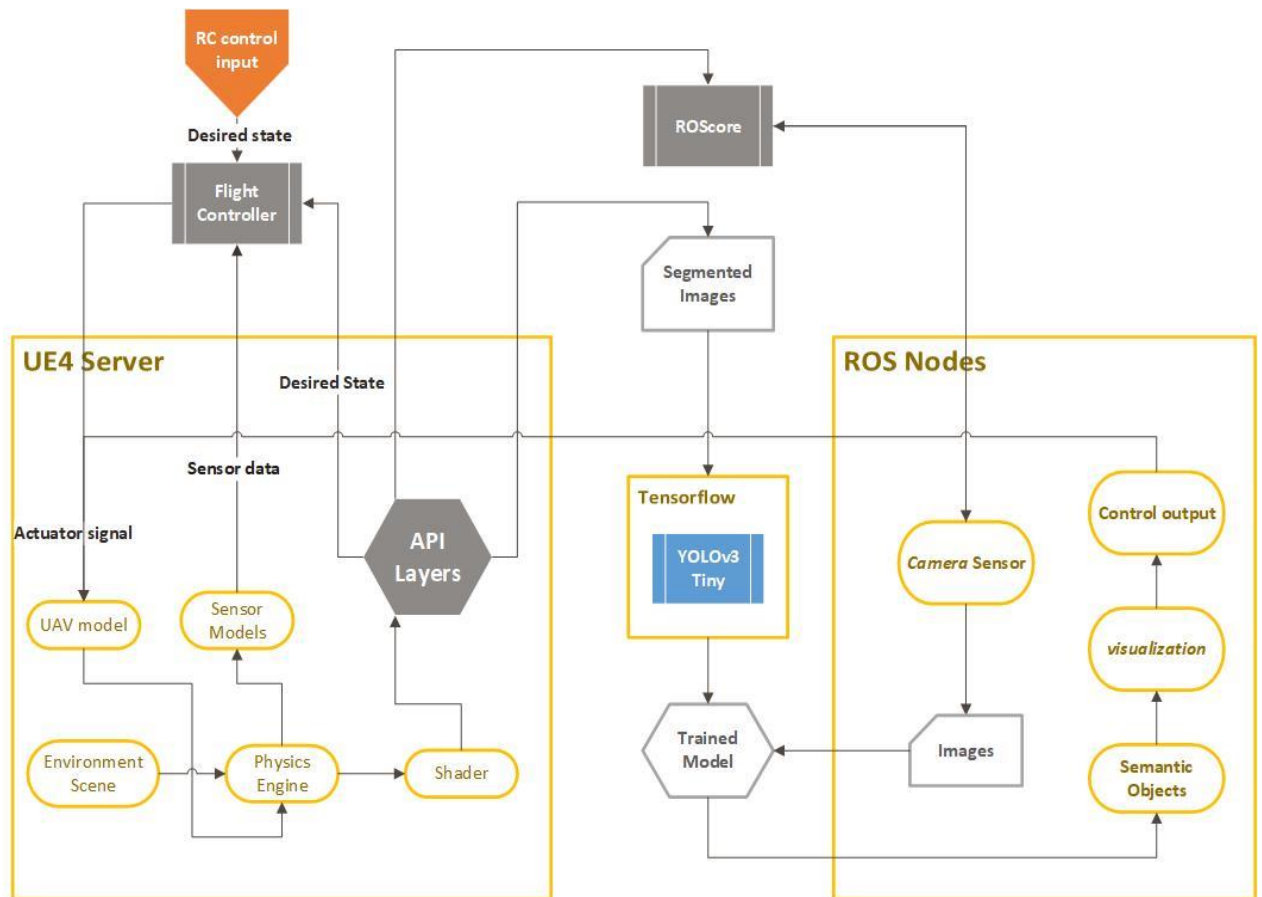 RC control
input
Desired state
Flight
Controller
ROScore
Segmented
Images
UE4 Server
Desired State
Sensor data
Actuator signal
API
Layers
UAV model
Sensor
Models
Environment
Scene
Physics
Engine
Shader
Tensorflow
YOLOv3
Tiny
Trained
Model
ROS Nodes
Camera Sensor
Images
Control output
visualization
Semantic
Objects